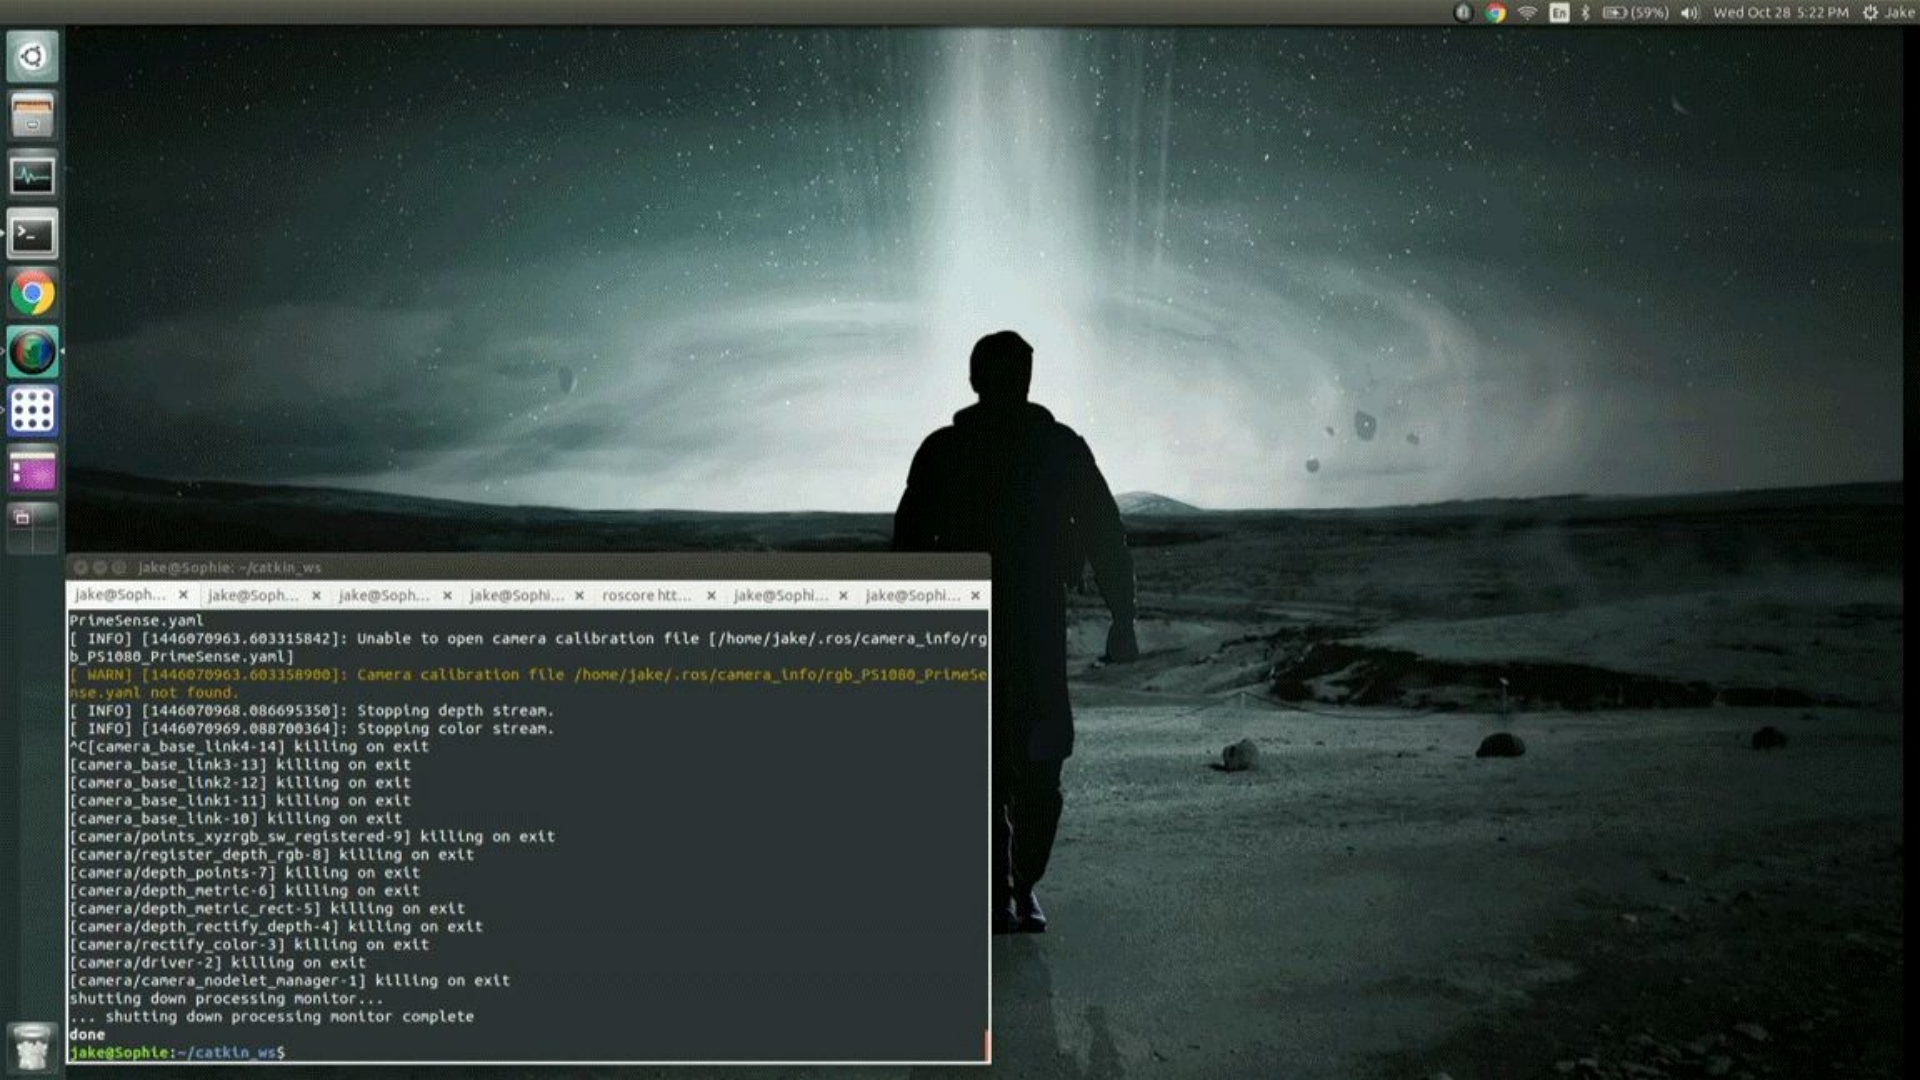 En (59%) Wed Oct 28 5:22 PM Jake
jake@Sophie: ~/catkin_ws
jake@Soph... × jake@Soph... × jake@Soph... × jake@Sophi... × roscore htt... × jake@Sophi... × jake@Sophi... ×
PrimeSense.yaml
[ INFO] [1446070963.603315842]: Unable to open camera calibration file [/home/jake/.ros/camera_info/rg
b_PS1080_PrimeSense.yaml]
[ WARN] [1446070963.603358900]: Camera calibration file /home/jake/.ros/camera_info/rgb_PS1080_PrimeSe
nse.yaml not found.
[ INFO] [1446070968.086695350]: Stopping depth stream.
[ INFO] [1446070969.088700364]: Stopping color stream.
^C[camera_base_link4-14] killing on exit
[camera_base_link3-13] killing on exit
[camera_base_link2-12] killing on exit
[camera_base_link1-11] killing on exit
[camera_base_link-10] killing on exit
[camera/points_xyzrgb_sw_registered-9] killing on exit
[camera/register_depth_rgb-8] killing on exit
[camera/depth_points-7] killing on exit
[camera/depth_metric-6] killing on exit
[camera/depth_metric_rect-5] killing on exit
[camera/depth_rectify_depth-4] killing on exit
[camera/rectify_color-3] killing on exit
[camera/driver-2] killing on exit
[camera/camera_nodelet_manager-1] killing on exit
shutting down processing monitor...
... shutting down processing monitor complete
done
jake@Sophie:~/catkin_ws$